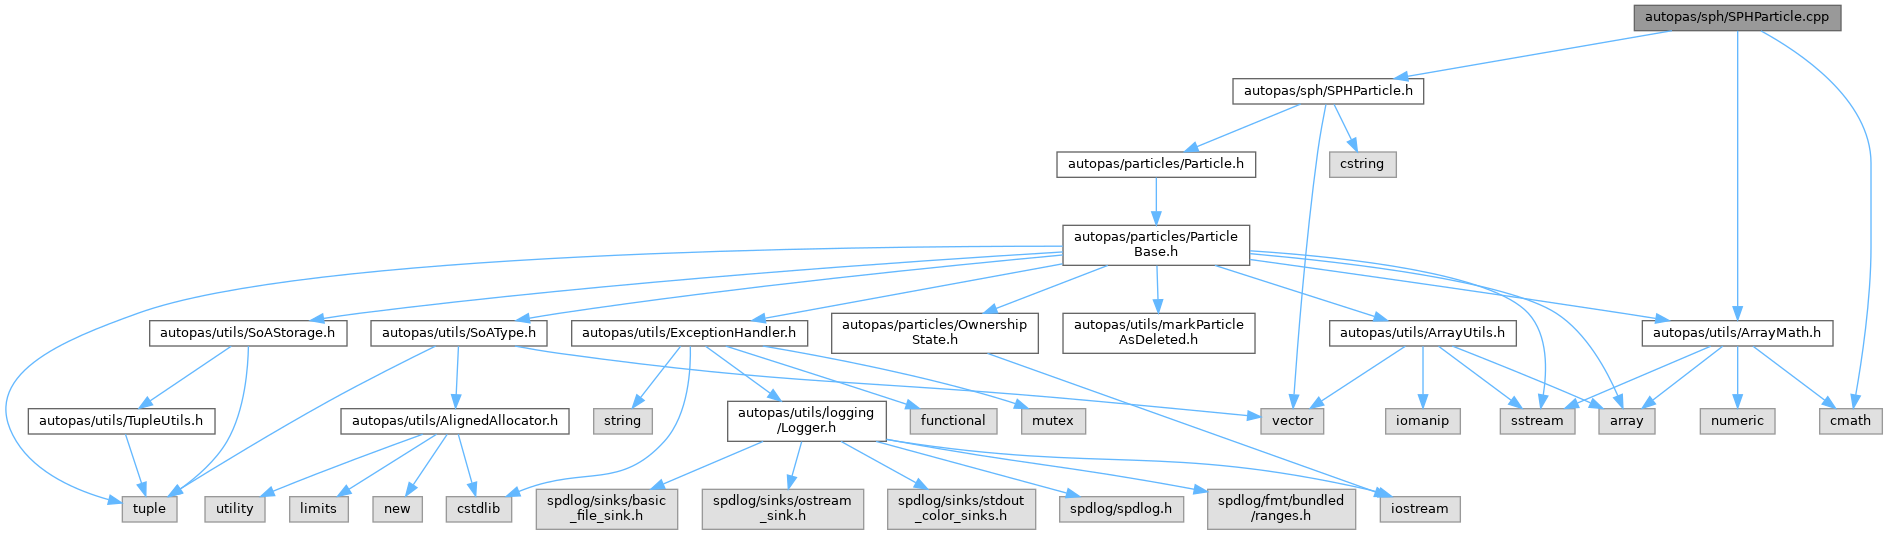 autopas/sph/SPHParticle.cpp
autopas/sph/SPHParticle.h
autopas/particles/Particle.h
cstring
autopas/particles/Particle
Base.h
autopas/utils/SoAStorage.h
autopas/utils/SoAType.h
autopas/utils/ExceptionHandler.h
autopas/particles/Ownership
State.h
autopas/utils/markParticle
AsDeleted.h
autopas/utils/ArrayUtils.h
autopas/utils/ArrayMath.h
autopas/utils/TupleUtils.h
autopas/utils/AlignedAllocator.h
string
autopas/utils/logging
/Logger.h
functional
mutex
vector
iomanip
sstream
array
numeric
cmath
tuple
utility
limits
new
cstdlib
spdlog/sinks/basic
_file_sink.h
spdlog/sinks/ostream
_sink.h
spdlog/sinks/stdout
_color_sinks.h
spdlog/spdlog.h
spdlog/fmt/bundled
/ranges.h
iostream